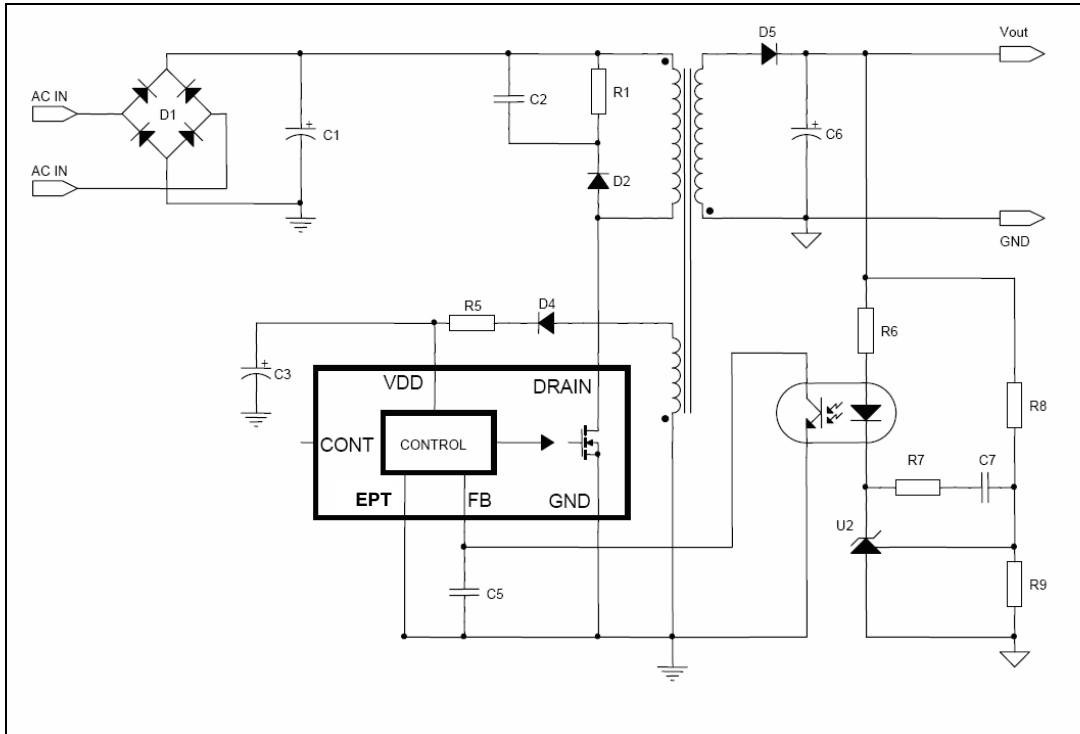 D5
Vout
AC IN
D1
C1
C2
R1
C6
AC IN
D2
GND
R5
D4
R6
C3
VDD
DRAIN
R8
CONT
CONTROL
R7
C7
EPT
FB
GND
U2
C5
R9
+
+
+